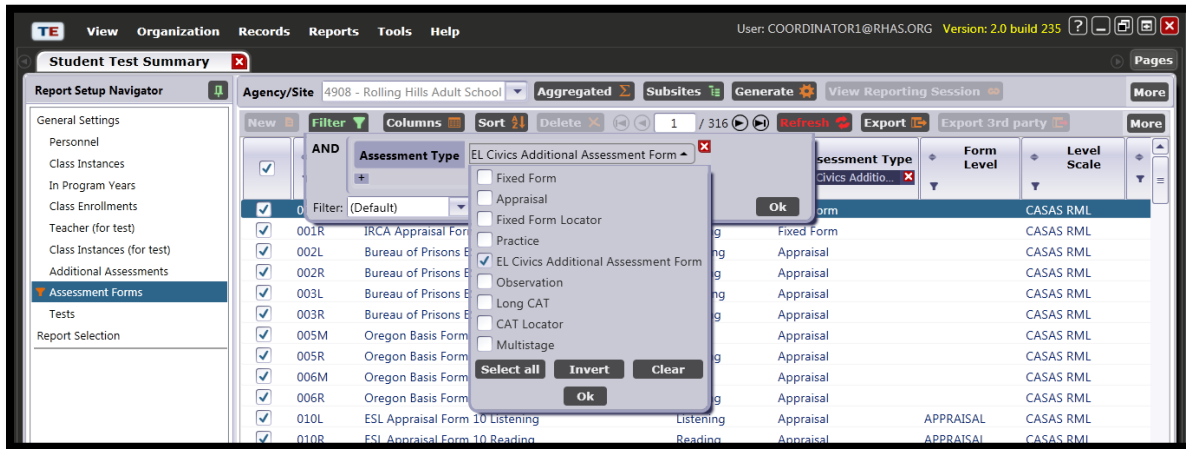 TE View Organization Records Reports Tools Help User: COORDINATOR1@RHAS.ORG Version: 2.0 build 235 ?
Student Test Summary Pages
Report Setup Navigator Agency/Site 4908 - Rolling Hills Adult School Aggregated Σ Subsites Generate View Reporting Session More
General Settings New Filter Columns Sort Delete 1 / 316 Refresh Export Export 3rd party More
Personnel
Class Instances
In Program Years
Class Enrollments
Teacher (for test)
Class Instances (for test)
Additional Assessments
Assessment Forms
Tests
Report Selection
AND Assessment Type EL Civics Additional Assessment Form
+
Filter: (Default) Ok
Fixed Form
Appraisal
Fixed Form Locator
Practice
EL Civics Additional Assessment Form
Observation
Long CAT
CAT Locator
Multistage
Select all Invert Clear
Ok
Form Level Level Scale
Civics Additio...
CASAS RML
001R IRCA Appraisal Fixed Form CASAS RML
002L Bureau of Prisons Appraisal CASAS RML
002R Bureau of Prisons Appraisal CASAS RML
003L Bureau of Prisons Appraisal CASAS RML
003R Bureau of Prisons Appraisal CASAS RML
005M Oregon Basis Form Appraisal CASAS RML
005R Oregon Basis Form Appraisal CASAS RML
006M Oregon Basis Form Appraisal CASAS RML
006R Oregon Basis Form Appraisal CASAS RML
010L ESL Appraisal Form 10 Listening Listening Appraisal APPRAISAL CASAS RML
010R ESL Appraisal Form 10 Reading Reading Appraisal APPRAISAL CASAS RML